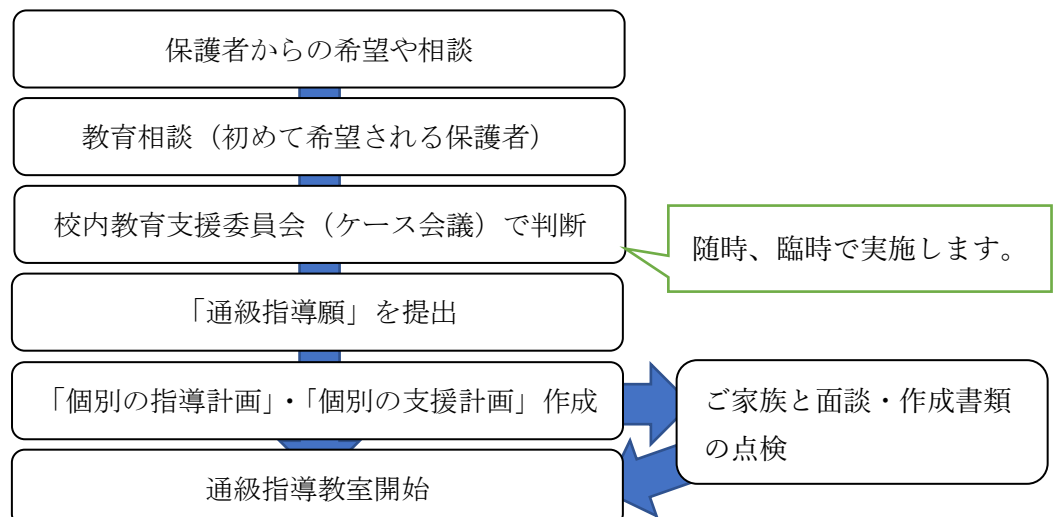 保護者からの希望や相談
教育相談（初めて希望される保護者）
校内教育支援委員会（ケース会議）で判断
随時、臨時で実施します。
「通級指導願」を提出
「個別の指導計画」・「個別の支援計画」作成
ご家族と面談・作成書類
の点検
通級指導教室開始